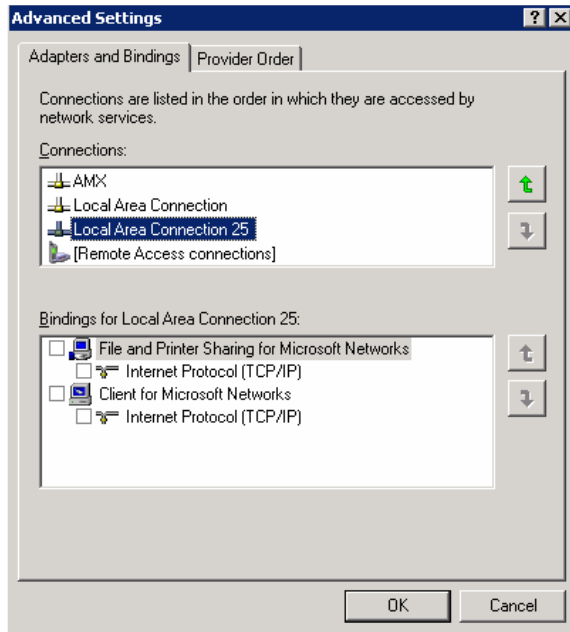 Advanced Settings
Adapters and Bindings
Provider Order
Connections are listed in the order in which they are accessed by
network services.
Connections:
AMX
Local Area Connection
Local Area Connection 25
[Remote Access connections]
Bindings for Local Area Connection 25:
File and Printer Sharing for Microsoft Networks
Internet Protocol (TCP/IP)
Client for Microsoft Networks
Internet Protocol (TCP/IP)
OK
Cancel